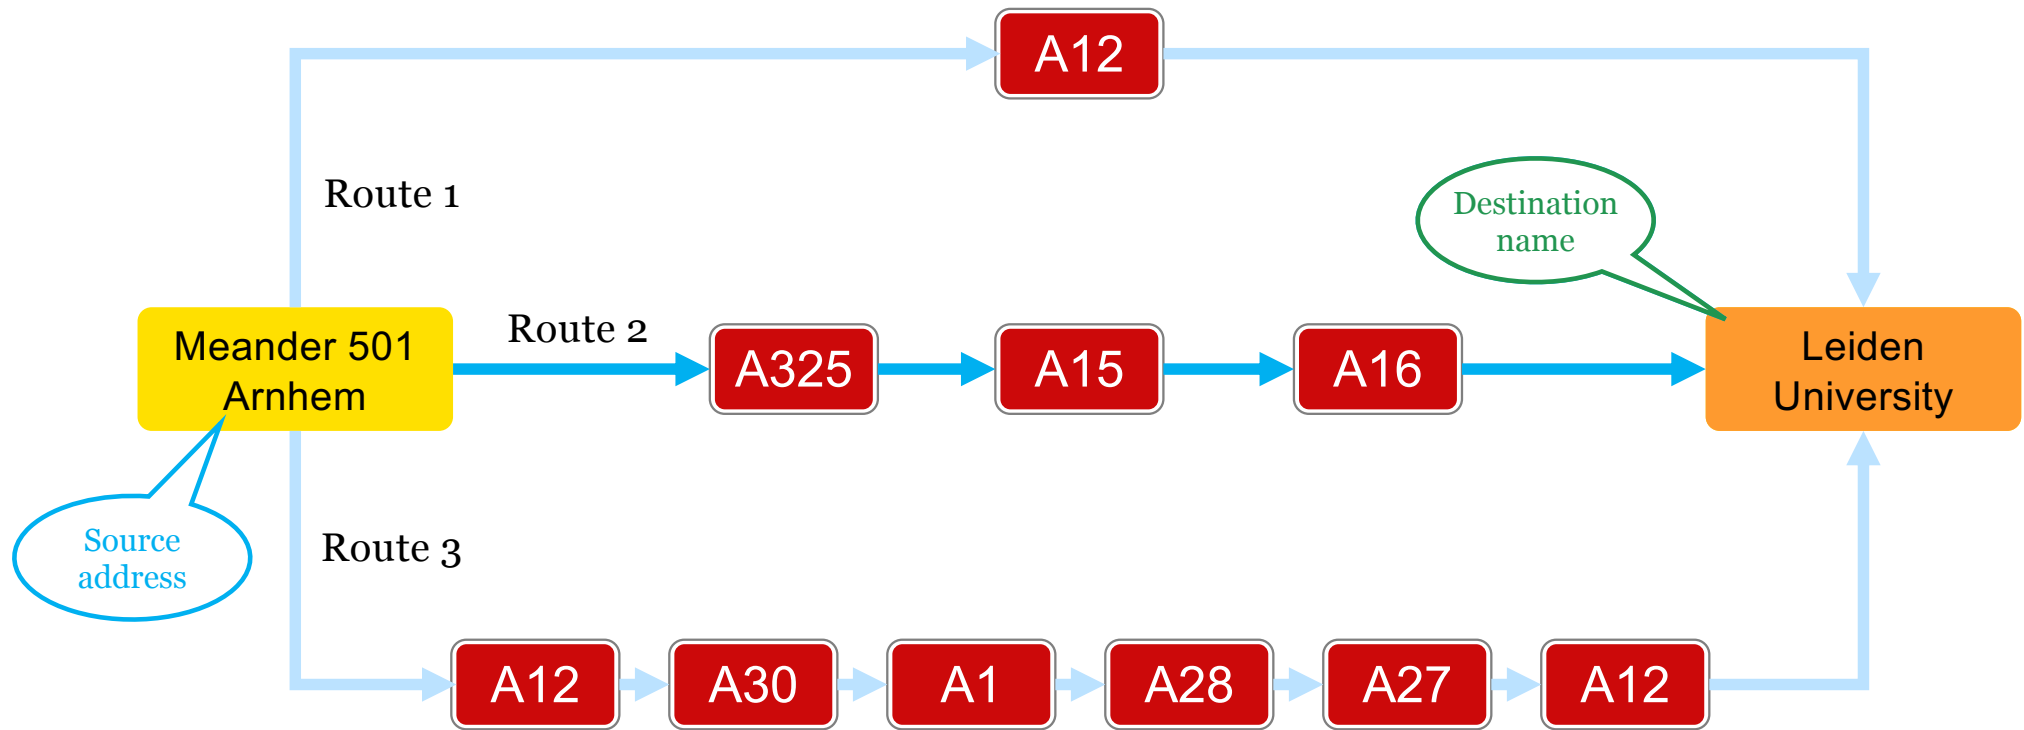 A12
Route 1
Destination
name
Route 2
Meander 501
Arnhem
A325
A15
A16
Leiden
University
Source
address
Route 3
A12
A30
A1
A28
A27
A12